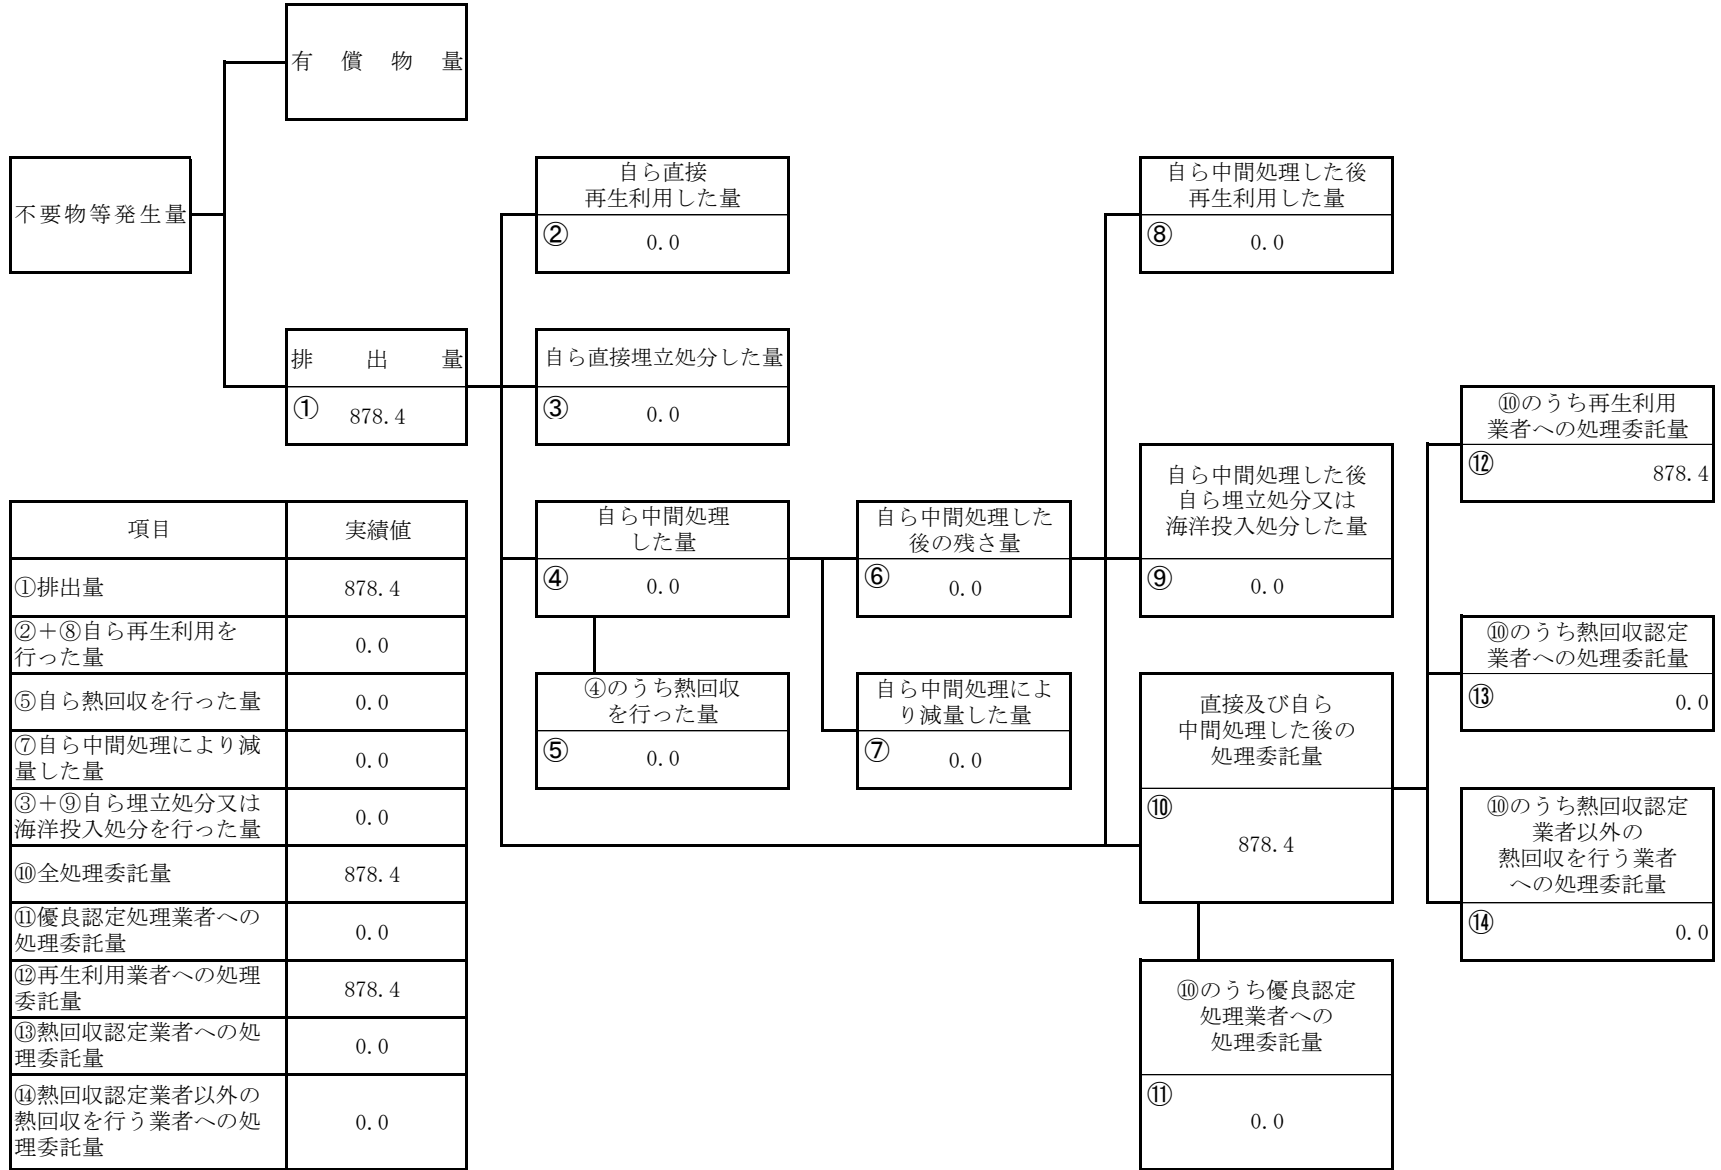 有償物量
不要物等発生量
自ら直接
再生利用した量
② 0.0
自ら中間処理した後
再生利用した量
⑧ 0.0
排出量
① 878.4
自ら直接埋立処分した量
③ 0.0
⑩のうち再生利用
業者への処理委託量
⑫ 878.4
自ら中間処理
した量
④ 0.0
自ら中間処理した
後の残さ量
⑥ 0.0
自ら中間処理した後
自ら埋立処分又は
海洋投入処分した量
⑨ 0.0
⑩のうち熱回収認定
業者への処理委託量
⑬ 0.0
④のうち熱回収
を行った量
⑤ 0.0
自ら中間処理によ
り減量した量
⑦ 0.0
直接及び自ら
中間処理した後の
処理委託量
⑩ 878.4
⑩のうち熱回収認定
業者以外の
熱回収を行う業者
への処理委託量
⑭ 0.0
⑩のうち優良認定
処理業者への
処理委託量
⑪ 0.0
項目 実績値
①排出量 878.4
②＋⑧自ら再生利用を
行った量 0.0
⑤自ら熱回収を行った量 0.0
⑦自ら中間処理により減
量した量 0.0
③＋⑨自ら埋立処分又は
海洋投入処分を行った量 0.0
⑩全処理委託量 878.4
⑪優良認定処理業者への
処理委託量 0.0
⑫再生利用業者への処理
委託量 878.4
⑬熱回収認定業者への処
理委託量 0.0
⑭熱回収認定業者以外の
熱回収を行う業者への処
理委託量 0.0